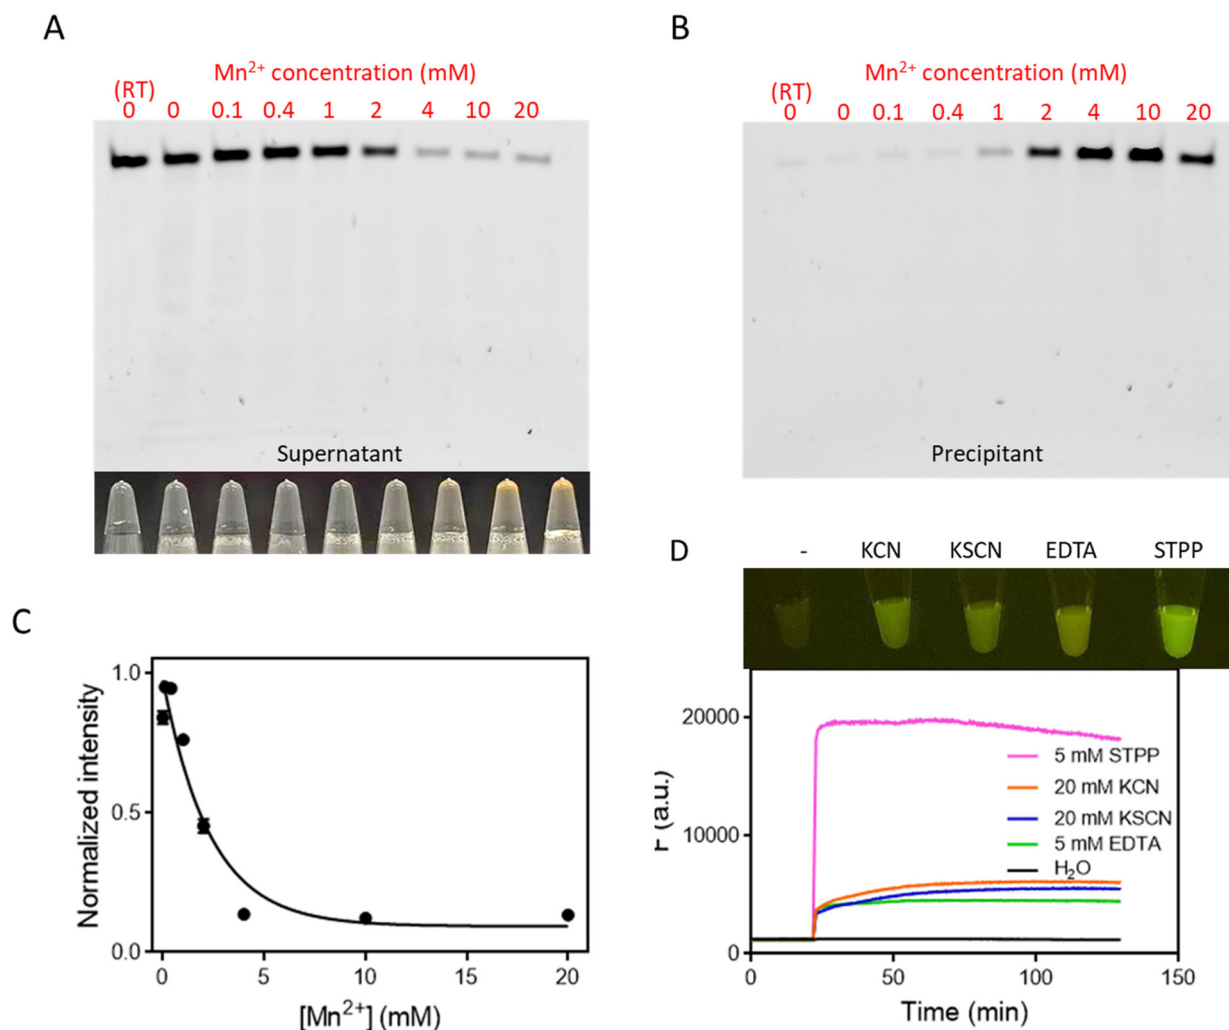 A
Mn²⁺ concentration (mM)
(RT)
0 0 0.1 0.4 1 2 4 10 20
Supernatant
B
Mn²⁺ concentration (mM)
(RT)
0 0 0.1 0.4 1 2 4 10 20
Precipitant
C
Normalized intensity
1.0
0.5
0.0
0 5 10 15 20
[Mn²⁺] (mM)
D
- KCN KSCN EDTA STPP
F (a.u.)
20000
10000
0
5 mM STPP
20 mM KCN
20 mM KSCN
5 mM EDTA
H₂O
0 50 100 150
Time (min)